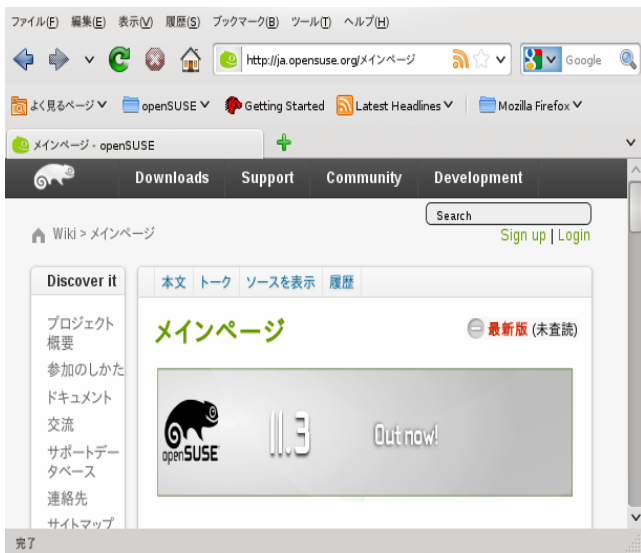 ファイル(F) 編集(E) 表示(V) 履歴(S) ブックマーク(B) ツール(T) ヘルプ(H)
http://ja.opensuse.org/メインページ Google
よく見るページ openSUSE Getting Started Latest Headlines Mozilla Firefox
メインページ - openSUSE
Downloads Support Community Development
Search
Wiki > メインページ
Sign up | Login
Discover it
本文 トーク ソースを表示 履歴
プロジェクト
概要
参加のしかた
ドキュメント
交流
サポートデー
タベース
連絡先
サイトマップ
メインページ
最新版 (未査読)
openSUSE
11.3 Out now!
完了